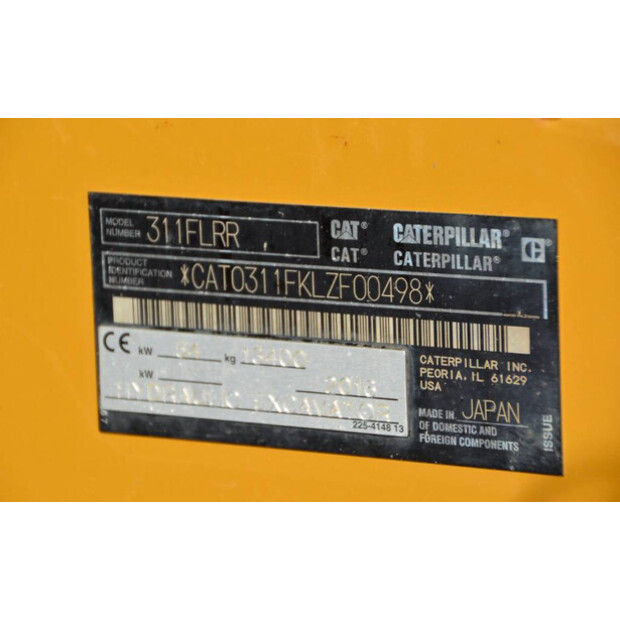 MODEL NUMBER 311FLRR
CAT® CATERPILLAR®
CAT® CATERPILLAR®
PRODUCT IDENTIFICATION NUMBER *CAT0311FKLZF00498*
CE kW kg
kW 2016
HYDRAULIC EXCAVATOR
225-4148 13
CATERPILLAR INC.
PEORIA, IL 61629
USA
MADE IN JAPAN
OF DOMESTIC AND
FOREIGN COMPONENTS
ISSUE